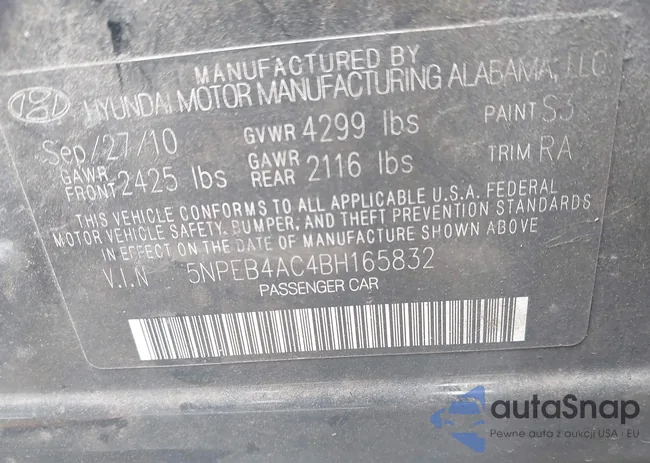 MANUFACTURED BY
HYUNDAI MOTOR MANUFACTURING ALABAMA, LLC
Sep/27/10 GVWR 4299 lbs PAINT S3
GAWR FRONT 2425 lbs GAWR REAR 2116 lbs TRIM RA
THIS VEHICLE CONFORMS TO ALL APPLICABLE U.S.A. FEDERAL
MOTOR VEHICLE SAFETY, BUMPER, AND THEFT PREVENTION STANDARDS
IN EFFECT ON THE DATE OF MANUFACTURE SHOWN ABOVE.
V.I.N 5NPEB4AC4BH165832
PASSENGER CAR
autoSnap
Pewne auta z aukcji USA i EU